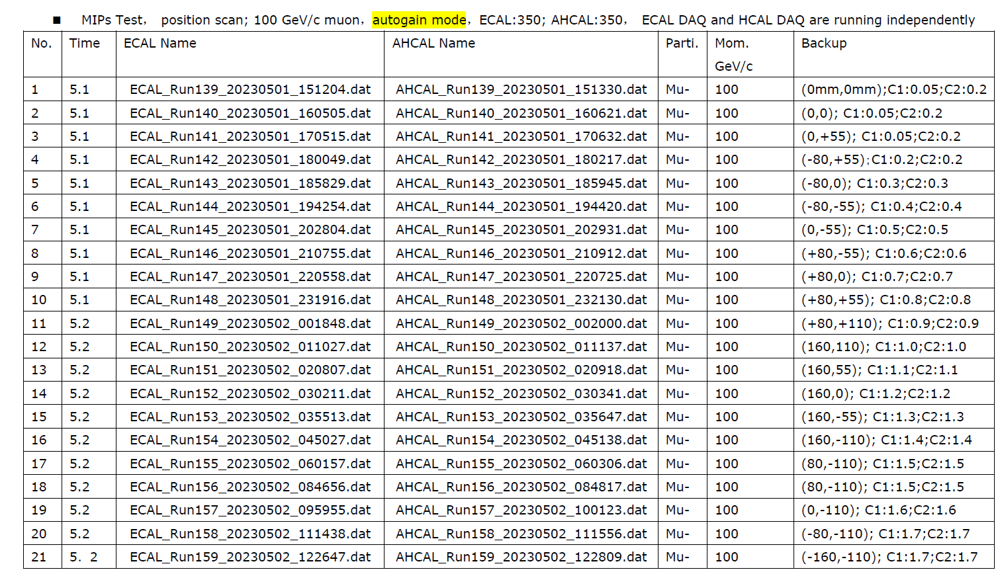 ■ MIPs Test， position scan; 100 GeV/c muon，autogain mode，ECAL:350; AHCAL:350， ECAL DAQ and HCAL DAQ are running independently
No. Time ECAL Name AHCAL Name Parti. Mom. GeV/c Backup
1 5.1 ECAL_Run139_20230501_151204.dat AHCAL_Run139_20230501_151330.dat Mu- 100 (0mm,0mm);C1:0.05;C2:0.2
2 5.1 ECAL_Run140_20230501_160505.dat AHCAL_Run140_20230501_160621.dat Mu- 100 (0,0); C1:0.05;C2:0.2
3 5.1 ECAL_Run141_20230501_170515.dat AHCAL_Run141_20230501_170632.dat Mu- 100 (0,+55); C1:0.05;C2:0.2
4 5.1 ECAL_Run142_20230501_180049.dat AHCAL_Run142_20230501_180217.dat Mu- 100 (-80,+55);C1:0.2;C2:0.2
5 5.1 ECAL_Run143_20230501_185829.dat AHCAL_Run143_20230501_185945.dat Mu- 100 (-80,0); C1:0.3;C2:0.3
6 5.1 ECAL_Run144_20230501_194254.dat AHCAL_Run144_20230501_194420.dat Mu- 100 (-80,-55); C1:0.4;C2:0.4
7 5.1 ECAL_Run145_20230501_202804.dat AHCAL_Run145_20230501_202931.dat Mu- 100 (0,-55); C1:0.5;C2:0.5
8 5.1 ECAL_Run146_20230501_210755.dat AHCAL_Run146_20230501_210912.dat Mu- 100 (+80,-55); C1:0.6;C2:0.6
9 5.1 ECAL_Run147_20230501_220558.dat AHCAL_Run147_20230501_220725.dat Mu- 100 (+80,0); C1:0.7;C2:0.7
10 5.1 ECAL_Run148_20230501_231916.dat AHCAL_Run148_20230501_232130.dat Mu- 100 (+80,+55); C1:0.8;C2:0.8
11 5.2 ECAL_Run149_20230502_001848.dat AHCAL_Run149_20230502_002000.dat Mu- 100 (+80,+110); C1:0.9;C2:0.9
12 5.2 ECAL_Run150_20230502_011027.dat AHCAL_Run150_20230502_011137.dat Mu- 100 (160,110); C1:1.0;C2:1.0
13 5.2 ECAL_Run151_20230502_020807.dat AHCAL_Run151_20230502_020918.dat Mu- 100 (160,55); C1:1.1;C2:1.1
14 5.2 ECAL_Run152_20230502_030211.dat AHCAL_Run152_20230502_030341.dat Mu- 100 (160,0); C1:1.2;C2:1.2
15 5.2 ECAL_Run153_20230502_035513.dat AHCAL_Run153_20230502_035647.dat Mu- 100 (160,-55); C1:1.3;C2:1.3
16 5.2 ECAL_Run154_20230502_045027.dat AHCAL_Run154_20230502_045138.dat Mu- 100 (160,-110); C1:1.4;C2:1.4
17 5.2 ECAL_Run155_20230502_060157.dat AHCAL_Run155_20230502_060306.dat Mu- 100 (80,-110); C1:1.5;C2:1.5
18 5.2 ECAL_Run156_20230502_084656.dat AHCAL_Run156_20230502_084817.dat Mu- 100 (80,-110); C1:1.5;C2:1.5
19 5.2 ECAL_Run157_20230502_095955.dat AHCAL_Run157_20230502_100123.dat Mu- 100 (0,-110); C1:1.6;C2:1.6
20 5.2 ECAL_Run158_20230502_111438.dat AHCAL_Run158_20230502_111556.dat Mu- 100 (-80,-110); C1:1.7;C2:1.7
21 5. 2 ECAL_Run159_20230502_122647.dat AHCAL_Run159_20230502_122809.dat Mu- 100 (-160,-110); C1:1.7;C2:1.7